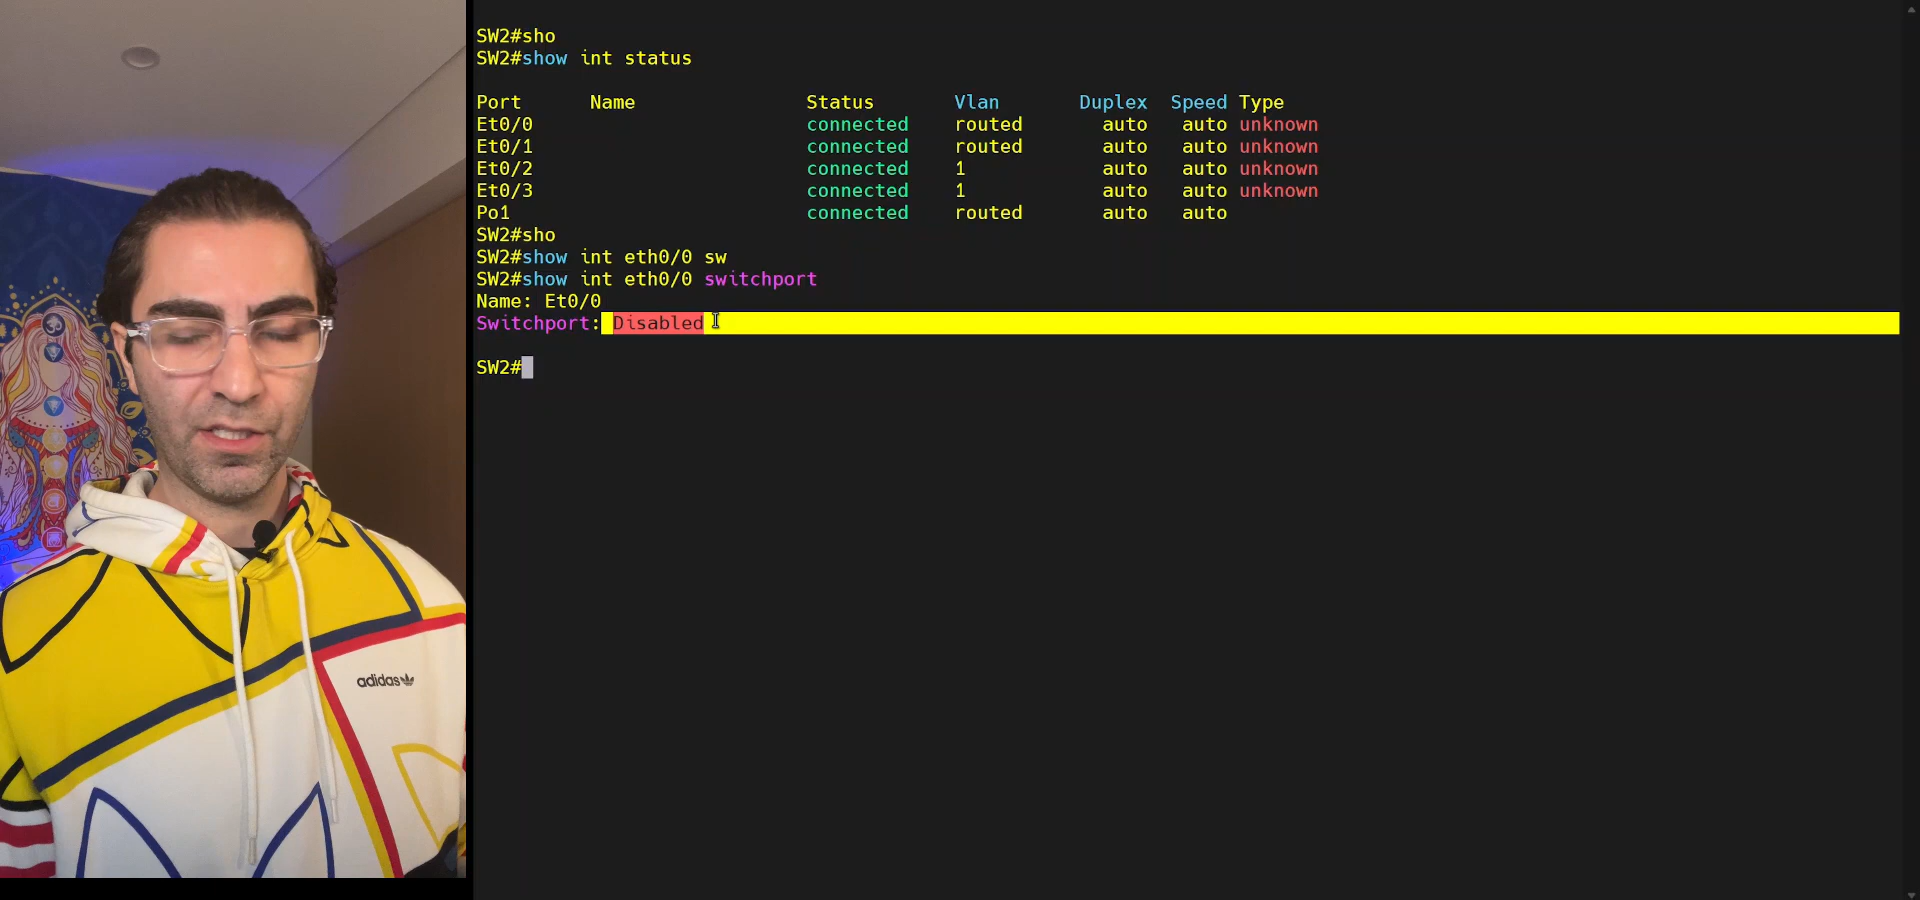 SW2#sho
SW2#show int status
Port Name Status Vlan Duplex Speed Type
Et0/0 connected routed auto auto unknown
Et0/1 connected routed auto auto unknown
Et0/2 connected 1 auto auto unknown
Et0/3 connected 1 auto auto unknown
Po1 connected routed auto auto
SW2#sho
SW2#show int eth0/0 sw
SW2#show int eth0/0 switchport
Name: Et0/0
Switchport: Disabled
SW2#
adidas